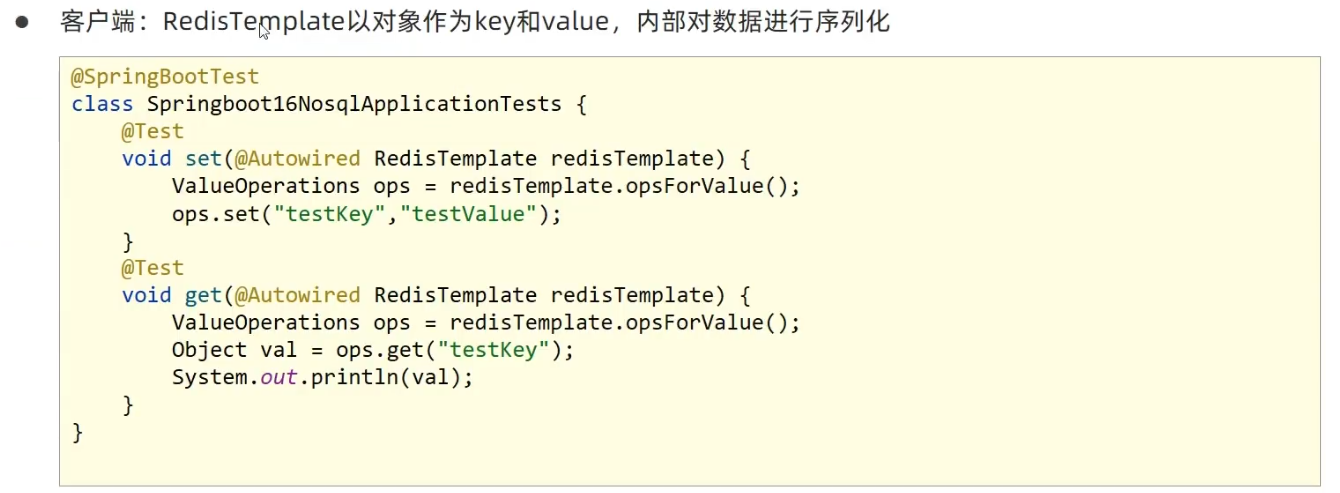 ● 客户端：RedisTemplate以对象作为key和value，内部对数据进行序列化
@SpringBootTest
class Springboot16NosqlApplicationTests {
    @Test
    void set(@Autowired RedisTemplate redisTemplate) {
        ValueOperations ops = redisTemplate.opsForValue();
        ops.set("testKey","testValue");
    }
    @Test
    void get(@Autowired RedisTemplate redisTemplate) {
        ValueOperations ops = redisTemplate.opsForValue();
        Object val = ops.get("testKey");
        System.out.println(val);
    }
}